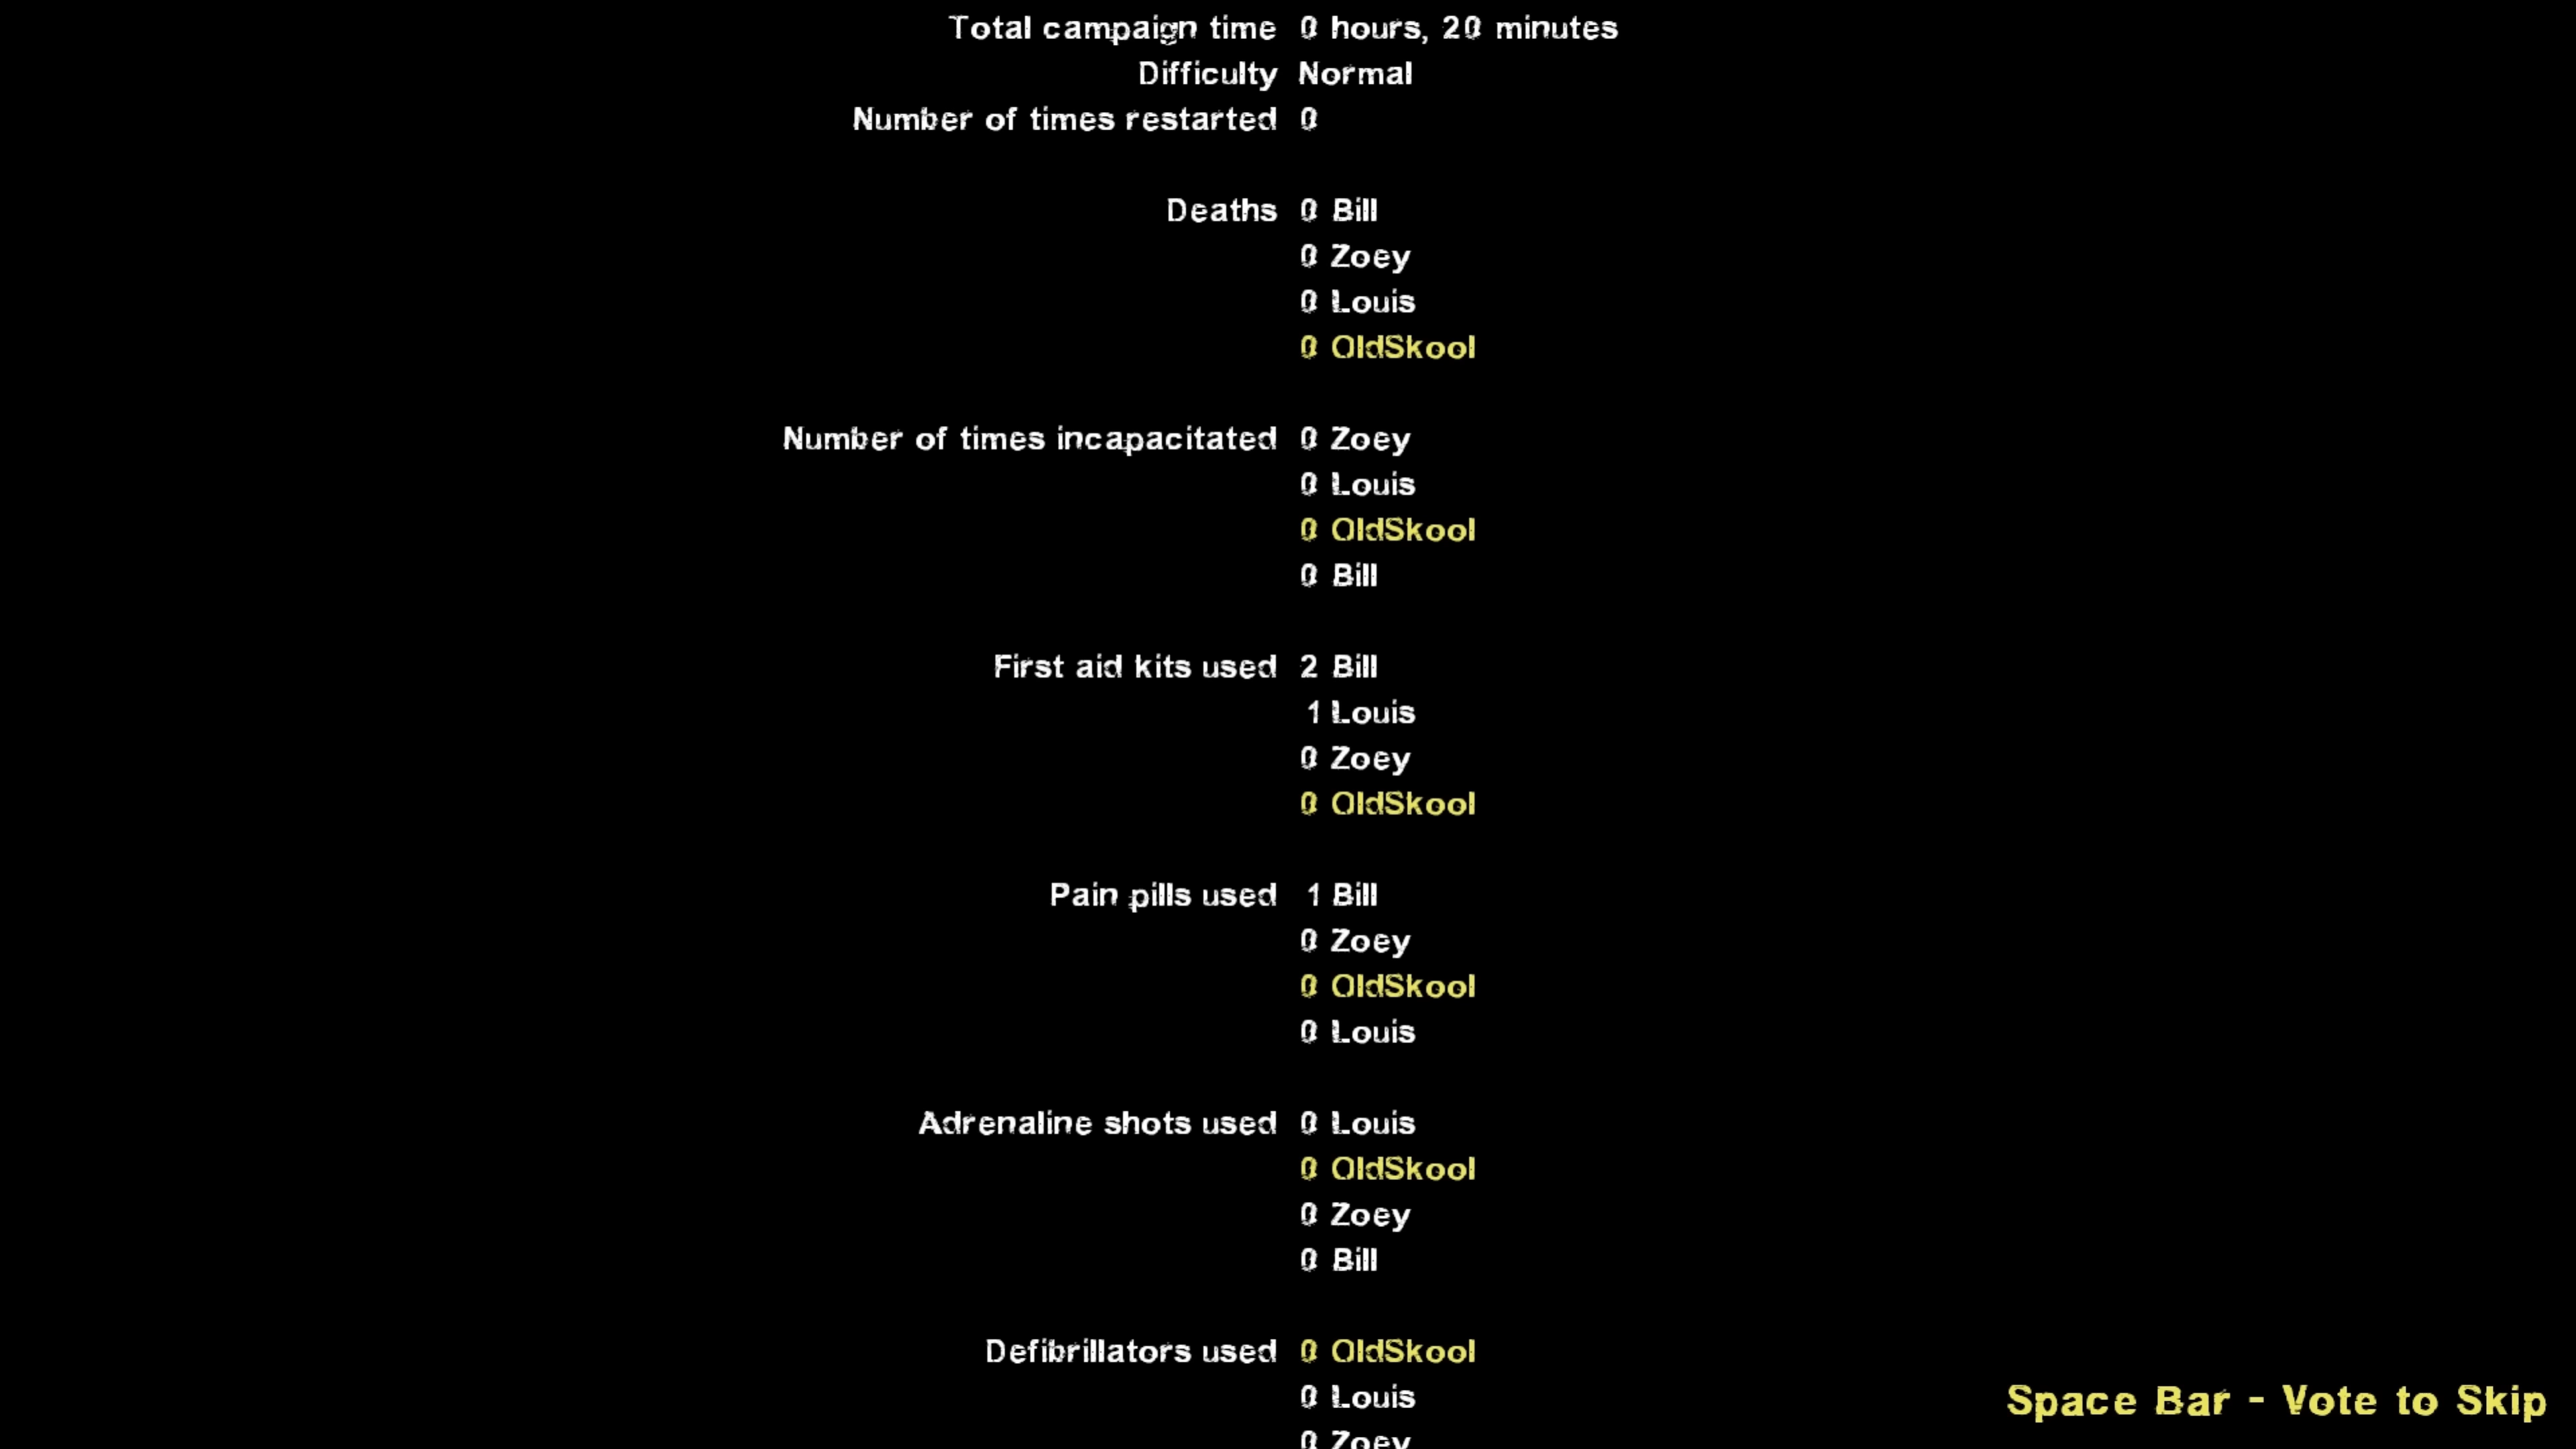 Total campaign time 0 hours, 20 minutes
Difficulty Normal
Number of times restarted 0
Deaths 0 Bill
0 Zoey
0 Louis
0 OldSkool
Number of times incapacitated 0 Zoey
0 Louis
0 OldSkool
0 Bill
First aid kits used 2 Bill
1 Louis
0 Zoey
0 OldSkool
Pain pills used 1 Bill
0 Zoey
0 OldSkool
0 Louis
Adrenaline shots used 0 Louis
0 OldSkool
0 Zoey
0 Bill
Defibrillators used 0 OldSkool
0 Louis
0 Zoey
Space Bar - Vote to Skip